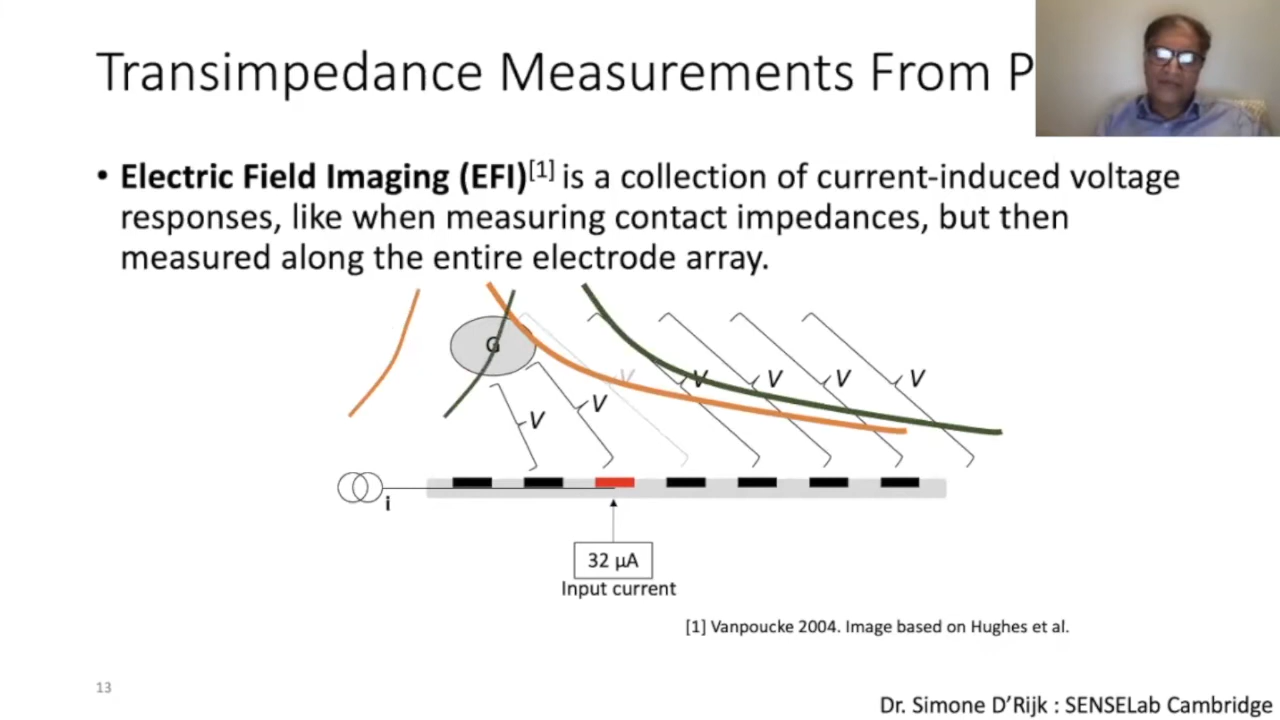 Transimpedance Measurements From P
• Electric Field Imaging (EFI)[1] is a collection of current-induced voltage
responses, like when measuring contact impedances, but then
measured along the entire electrode array.
G
V
V
V
V
V
V
V
i
32 µA
Input current
[1] Vanpoucke 2004. Image based on Hughes et al.
13
Dr. Simone D’Rijk : SENSELab Cambridge